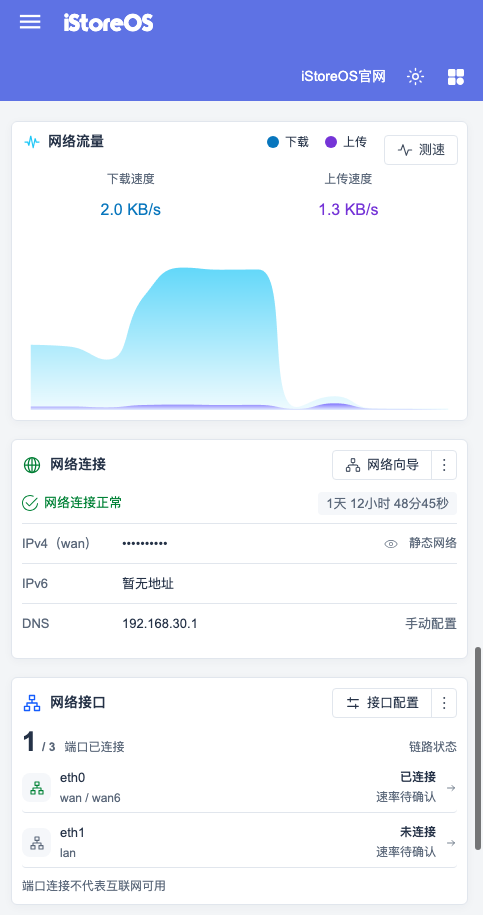 iStoreOS
iStoreOS官网
网络流量
下载
上传
测速
下载速度
上传速度
2.0 KB/s
1.3 KB/s
网络连接
网络向导
网络连接正常
1天 12小时 48分45秒
IPv4（wan） •••••••••• 静态网络
IPv6 暂无地址
DNS 192.168.30.1 手动配置
网络接口
接口配置
1 / 3 端口已连接 链路状态
eth0 已连接
wan / wan6 速率待确认
eth1 未连接
lan 速率待确认
端口连接不代表互联网可用